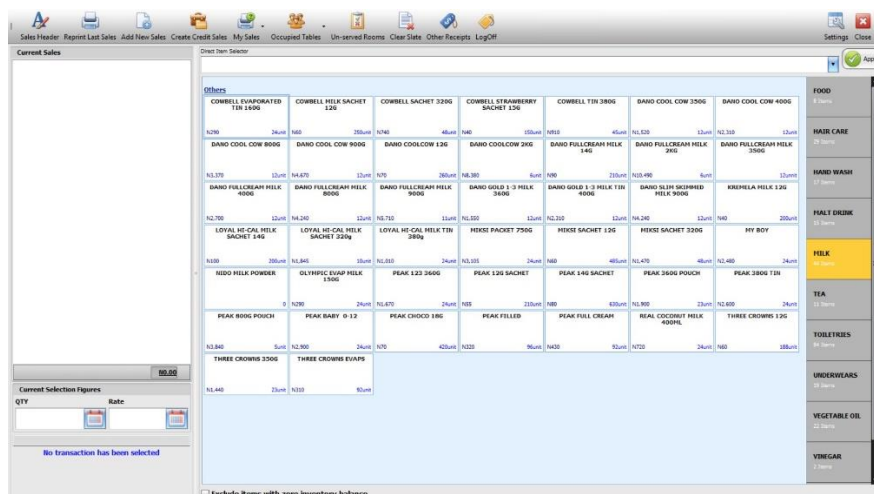 Sales Header Reprint Last Sales Add New Sales Create Credit Sales My Sales Occupied Tables Un-served Rooms Clear Slate Other Receipts LogOff Settings Close
Current Sales
Direct Item Selector
App
Others
COWBELL EVAPORATED TIN 160G
N290 24unit
COWBELL MILK SACHET 12G
N60 250unit
COWBELL SACHET 320G
N740 48unit
COWBELL STRAWBERRY SACHET 15G
N40 150unit
COWBELL TIN 380G
N910 45unit
DANO COOL COW 350G
N1,520 12unit
DANO COOL COW 400G
N2,310 12unit
DANO COOL COW 800G
N3,370 12unit
DANO COOL COW 900G
N4,670 12unit
DANO COOLCOW 12G
N70 260unit
DANO COOLCOW 2KG
N8,380 6unit
DANO FULLCREAM MILK 14G
N90 210unit
DANO FULLCREAM MILK 2KG
N10,490 6unit
DANO FULLCREAM MILK 350G
12unit
DANO FULLCREAM MILK 400G
N2,700 12unit
DANO FULLCREAM MILK 800G
N4,240 12unit
DANO FULLCREAM MILK 900G
N5,710 11unit
DANO GOLD 1-3 MILK 360G
N1,550 12unit
DANO GOLD 1-3 MILK TIN 400G
N2,310 12unit
DANO SLIM SKIMMED MILK 900G
N4,240 12unit
KREMELA MILK 12G
N40 200unit
LOYAL HI-CAL MILK SACHET 14G
N100 200unit
LOYAL HI-CAL MILK SACHET 320g
N1,845 10unit
LOYAL HI-CAL MILK TIN 380g
N1,010 24unit
MIKSI PACKET 750G
N3,105 24unit
MIKSI SACHET 12G
N60 485unit
MIKSI SACHET 320G
N1,470 48unit
MY BOY
N2,480 24unit
NIDO MILK POWDER
0
OLYMPIC EVAP MILK 150G
N290 24unit
PEAK 123 360G
N1,670 24unit
PEAK 12G SACHET
N55 210unit
PEAK 14G SACHET
N80 630unit
PEAK 360G POUCH
N1,900 23unit
PEAK 380G TIN
N2,600 24unit
PEAK 800G POUCH
N3,840 5unit
PEAK BABY 0-12
N2,900 24unit
PEAK CHOCO 18G
N70 420unit
PEAK FILLED
N320 96unit
PEAK FULL CREAM
N430 92unit
REAL COCONUT MILK 400ML
N720 24unit
THREE CROWNS 12G
N60 188unit
THREE CROWNS 350G
N1,440 23unit
THREE CROWNS EVAPS
N310 92unit
FOOD
8 Items
HAIR CARE
29 Items
HAND WASH
17 Items
MALT DRINK
MILK
TEA
TOILETRIES
UNDERWEARS
VEGETABLE OIL
22 Items
VINEGAR
N0.00
Current Selection Figures
QTY Rate
No transaction has been selected
Exclude items with zero inventory balance